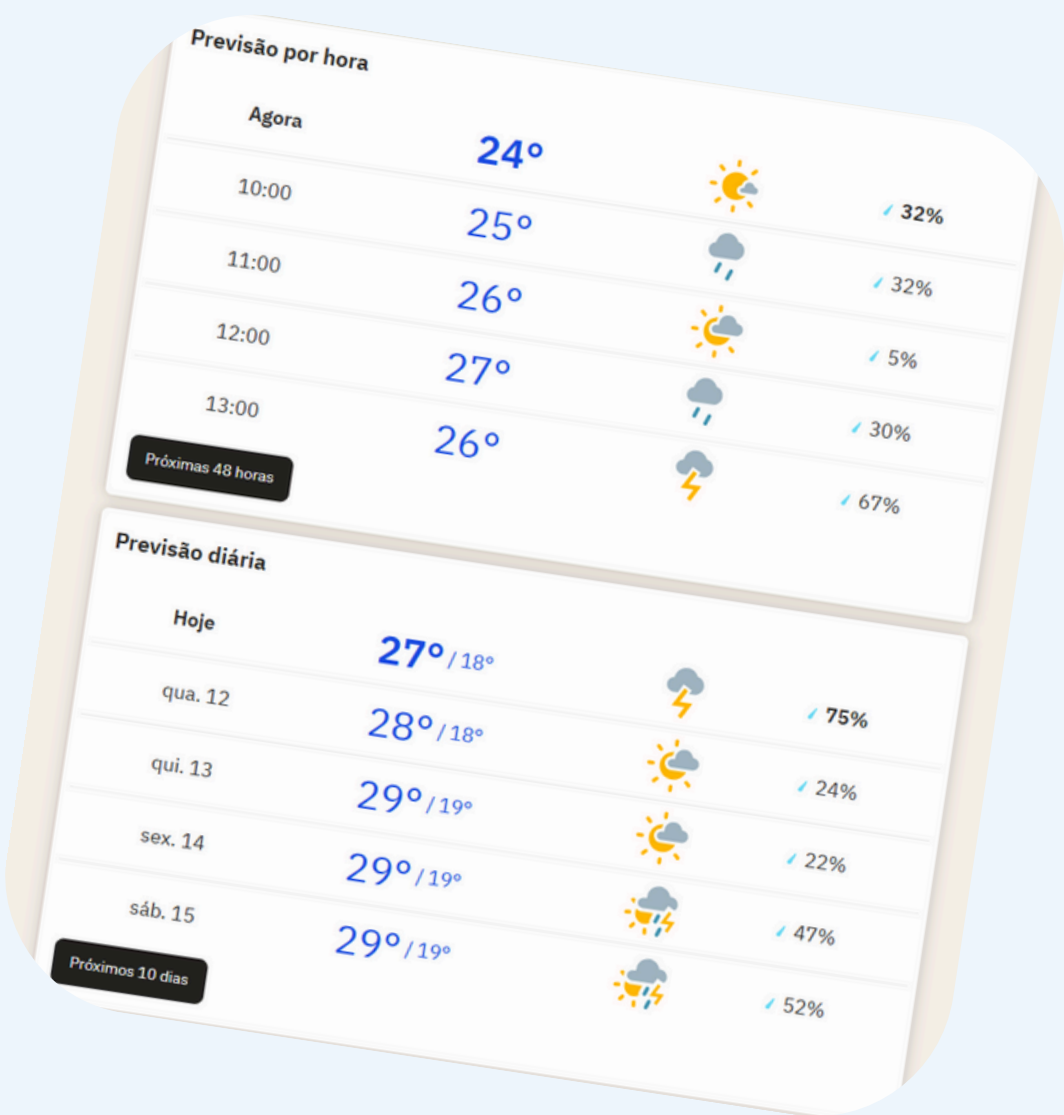 Previsão por hora
Agora 24° 32%
10:00 25° 32%
11:00 26° 5%
12:00 27° 30%
13:00 26° 67%
Próximas 48 horas
Previsão diária
Hoje 27° / 18° 75%
qua. 12 28° / 18° 24%
qui. 13 29° / 19° 22%
sex. 14 29° / 19° 47%
sáb. 15 29° / 19° 52%
Próximos 10 dias